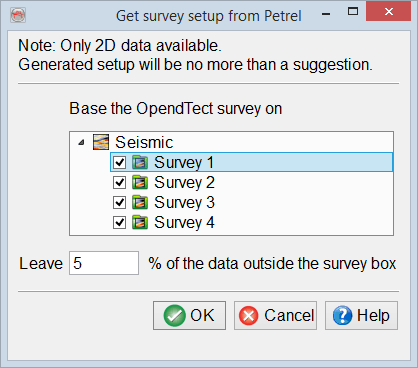 Get survey setup from Petrel
Note: Only 2D data available.
Generated setup will be no more than a suggestion.
Base the OpendTect survey on
Seismic
Survey 1
Survey 2
Survey 3
Survey 4
Leave 5 % of the data outside the survey box
OK Cancel Help